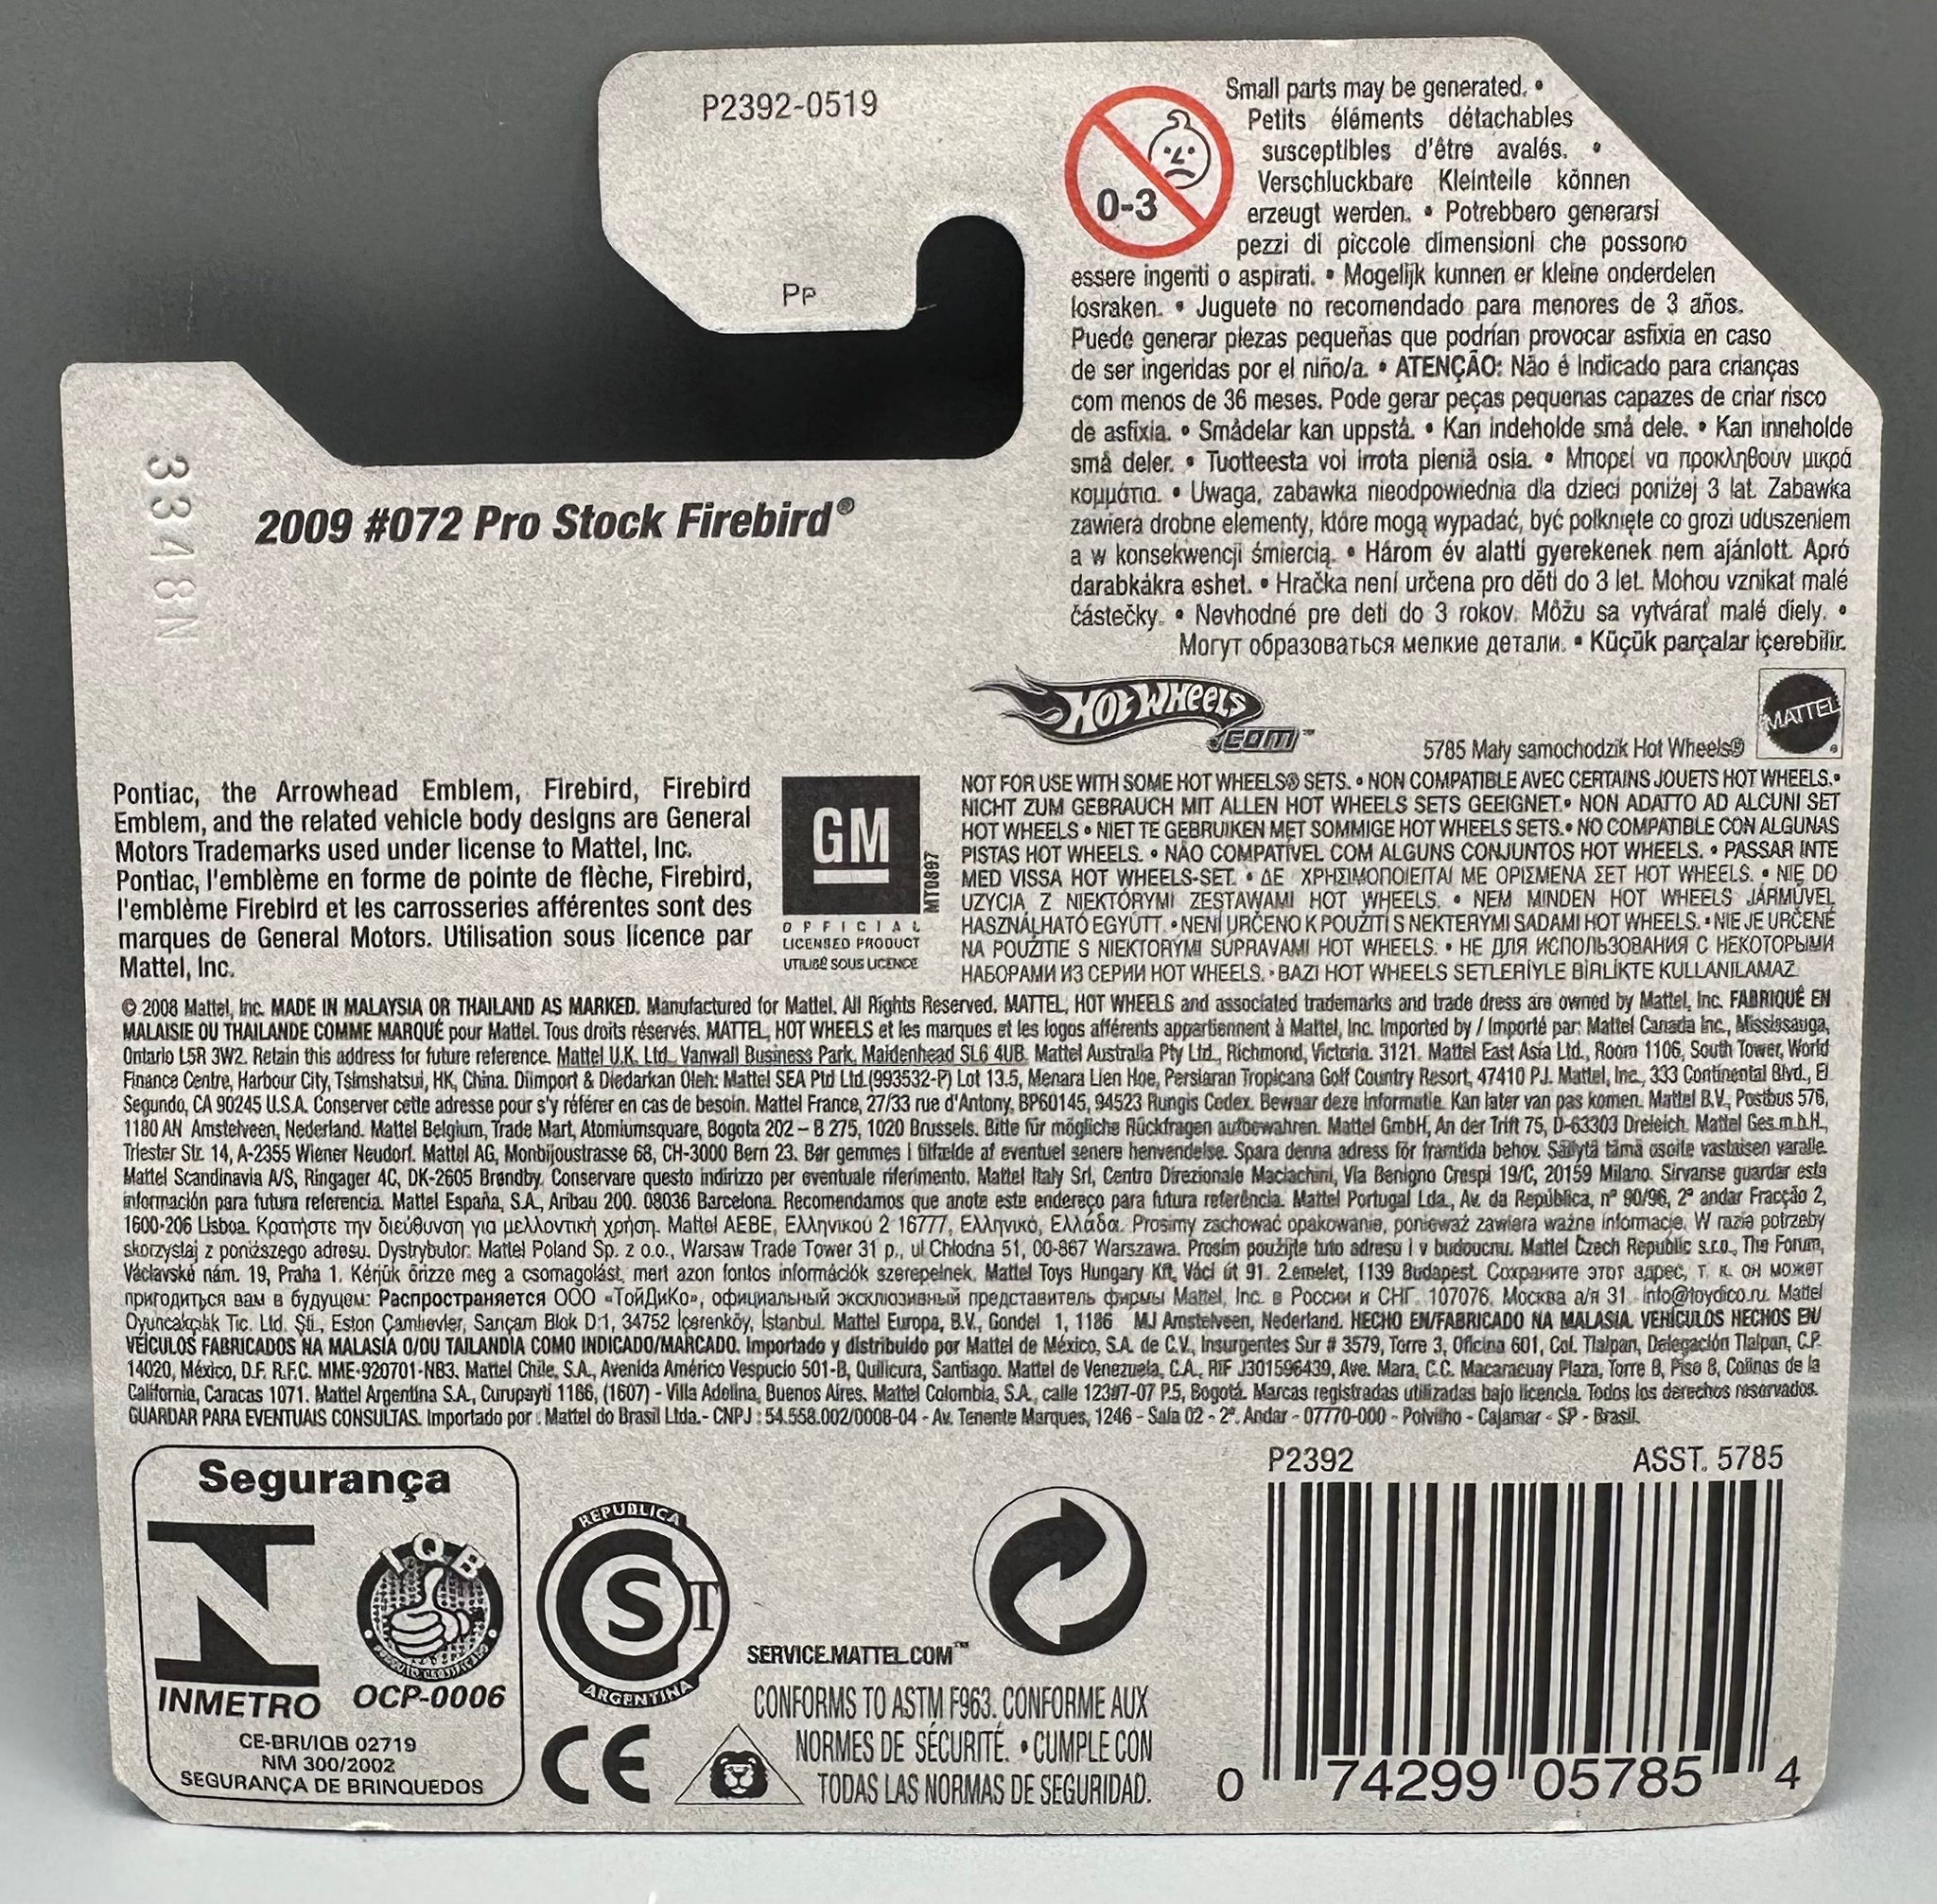 P2392-0519
Pp
0-3
Small parts may be generated. •
Petits éléments détachables
susceptibles d'être avalés. •
Verschluckbare Kleinteile können
erzeugt werden. • Potrebbero generarsi
pezzi di piccole dimensioni che possono
essere ingeriti o aspirati. • Mogelijk kunnen er kleine onderdelen
losraken. • Juguete no recomendado para menores de 3 años.
Puede generar piezas pequeñas que podrían provocar asfixia en caso
de ser ingeridas por el niño/a. • ATENÇÃO: Não é indicado para crianças
com menos de 36 meses. Pode gerar peças pequenas capazes de criar risco
de asfixia. • Smådelar kan uppstå. • Kan indeholde små dele. • Kan inneholde
små deler. • Tuotteesta voi irrota pieniä osia. • Μπορεί να προκληθούν μικρά
κομμάτια. • Uwaga, zabawka nieodpowiednia dla dzieci poniżej 3 lat. Zabawka
zawiera drobne elementy, które mogą wypadać, być połknięte co grozi uduszeniem
a w konsekwencji śmiercią. • Három év alatti gyerekenek nem ajánlott. Apró
darabkákra eshet. • Hračka není určena pro děti do 3 let. Mohou vznikat malé
částečky. • Nevhodné pre deti do 3 rokov. Môžu sa vytvárať malé diely. •
Могут образоваться мелкие детали. • Küçük parçalar içerebilir.
3348N
2009 #072 Pro Stock Firebird®
HOT WHEELS
.com™
5785 Mały samochodzik Hot Wheels®
MATTEL
®
Pontiac, the Arrowhead Emblem, Firebird, Firebird
Emblem, and the related vehicle body designs are General
Motors Trademarks used under license to Mattel, Inc.
Pontiac, l'emblème en forme de pointe de flèche, Firebird,
l'emblème Firebird et les carrosseries afférentes sont des
marques de General Motors. Utilisation sous licence par
Mattel, Inc.
GM
MT0897
OFFICIAL
LICENSED PRODUCT
UTILISÉ SOUS LICENCE
NOT FOR USE WITH SOME HOT WHEELS® SETS. • NON COMPATIBLE AVEC CERTAINS JOUETS HOT WHEELS.•
NICHT ZUM GEBRAUCH MIT ALLEN HOT WHEELS SETS GEEIGNET.• NON ADATTO AD ALCUNI SET
HOT WHEELS • NIET TE GEBRUIKEN MET SOMMIGE HOT WHEELS SETS.• NO COMPATIBLE CON ALGUNAS
PISTAS HOT WHEELS. • NÃO COMPATÍVEL COM ALGUNS CONJUNTOS HOT WHEELS. • PASSAR INTE
MED VISSA HOT WHEELS-SET. • ΔΕ ΧΡΗΣΙΜΟΠΟΙΕΙΤΑΙ ΜΕ ΟΡΙΣΜΕΝΑ ΣΕΤ HOT WHEELS. • NIE DO
UŻYCIA Z NIEKTÓRYMI ZESTAWAMI HOT WHEELS. • NEM MINDEN HOT WHEELS JÁRMŰVEL
HASZNÁLHATÓ EGYÜTT. • NENÍ URČENO K POUŽITÍ S NĚKTERÝMI SADAMI HOT WHEELS. • NIE JE URČENÉ
NA POUŽITIE S NIEKTORÝMI SÚPRAVAMI HOT WHEELS. • НЕ ДЛЯ ИСПОЛЬЗОВАНИЯ С НЕКОТОРЫМИ
НАБОРАМИ ИЗ СЕРИИ HOT WHEELS. • BAZI HOT WHEELS SETLERİYLE BİRLİKTE KULLANILAMAZ.
© 2008 Mattel, Inc. MADE IN MALAYSIA OR THAILAND AS MARKED. Manufactured for Mattel. All Rights Reserved. MATTEL, HOT WHEELS and associated trademarks and trade dress are owned by Mattel, Inc. FABRIQUÉ EN
MALAISIE OU THAILANDE COMME MARQUÉ pour Mattel. Tous droits réservés. MATTEL, HOT WHEELS et les marques et les logos afférents appartiennent à Mattel, Inc. Imported by / Importé par: Mattel Canada Inc., Mississauga,
Ontario L5R 3W2. Retain this address for future reference. Mattel U.K. Ltd., Vanwall Business Park, Maidenhead SL6 4UB. Mattel Australia Pty Ltd., Richmond, Victoria. 3121. Mattel East Asia Ltd., Room 1106, South Tower, World
Finance Centre, Harbour City, Tsimshatsui, HK, China. Diimport & Diedarkan Oleh: Mattel SEA Ptd Ltd.(993532-P) Lot 13.5, Menara Lien Hoe, Persiaran Tropicana Golf Country Resort, 47410 PJ. Mattel, Inc., 333 Continental Blvd., El
Segundo, CA 90245 U.S.A. Conserver cette adresse pour s'y référer en cas de besoin. Mattel France, 27/33 rue d'Antony, BP60145, 94523 Rungis Cedex. Bewaar deze informatie. Kan later van pas komen. Mattel B.V., Postbus 576,
1180 AN Amstelveen, Nederland. Mattel Belgium, Trade Mart, Atomiumsquare, Bogota 202 – B 275, 1020 Brussels. Bitte für mögliche Rückfragen aufbewahren. Mattel GmbH, An der Trift 75, D-63303 Dreieich. Mattel Ges.m.b.H.,
Triester Str. 14, A-2355 Wiener Neudorf. Mattel AG, Monbijoustrasse 68, CH-3000 Bern 23. Bør gemmes i tilfælde af eventuel senere henvendelse. Spara denna adress för framtida behov. Säilytä tämä osoite vastaisen varalle.
Mattel Scandinavia A/S, Ringager 4C, DK-2605 Brøndby. Conservare questo indirizzo per eventuale riferimento. Mattel Italy Srl, Centro Direzionale Maciachini, Via Benigno Crespi 19/C, 20159 Milano. Sírvanse guardar esta
información para futura referencia. Mattel España, S.A., Aribau 200. 08036 Barcelona. Recomendamos que anote este endereço para futura referência. Mattel Portugal Lda., Av. da República, nº 90/96, 2º andar Fracção 2,
1600-206 Lisboa. Κρατήστε την διεύθυνση για μελλοντική χρήση. Mattel AEBE, Ελληνικού 2 16777, Ελληνικό, Ελλάδα. Prosimy zachować opakowanie, ponieważ zawiera ważne informacje. W razie potrzeby
skorzystaj z poniższego adresu. Dystrybutor: Mattel Poland Sp. z o.o., Warsaw Trade Tower 31 p., ul Chłodna 51, 00-867 Warszawa. Prosím použijte tuto adresu i v budoucnu. Mattel Czech Republic s.r.o., The Forum,
Václavské nám. 19, Praha 1. Kérjük őrizze meg a csomagolást, mert azon fontos információk szerepelnek. Mattel Toys Hungary Kft, Váci út 91. 2.emelet, 1139 Budapest. Сохраните этот адрес, т. к. он может
пригодиться вам в будущем: Распространяется ООО «ТойДиКо», официальный эксклюзивный представитель фирмы Mattel, Inc. в России и СНГ. 107076, Москва а/я 31. info@toydico.ru. Mattel
Oyuncakçılık Tic. Ltd. Şti., Eston Çamlıevler, Sarıçam Blok D:1, 34752 İçerenköy, İstanbul. Mattel Europa, B.V., Gondel 1, 1186 MJ Amstelveen, Nederland. HECHO EN/FABRICADO NA MALASIA. VEHÍCULOS HECHOS EN/
VEÍCULOS FABRICADOS NA MALASIA O/OU TAILANDIA COMO INDICADO/MARCADO. Importado y distribuido por Mattel de México, S.A. de C.V., Insurgentes Sur # 3579, Torre 3, Oficina 601, Col. Tlalpan, Delegación Tlalpan, C.P.
14020, México, D.F. R.F.C. MME-920701-NB3. Mattel Chile, S.A., Avenida Américo Vespucio 501-B, Quilicura, Santiago. Mattel de Venezuela, C.A., RIF J301596439, Ave. Mara, C.C. Macaracuay Plaza, Torre B, Piso 8, Colinas de la
California, Caracas 1071. Mattel Argentina S.A., Curupaytí 1186, (1607) - Villa Adelina, Buenos Aires. Mattel Colombia, S.A., calle 123#7-07 P.5, Bogotá. Marcas registradas utilizadas bajo licencia. Todos los derechos reservados.
GUARDAR PARA EVENTUAIS CONSULTAS. Importado por : Mattel do Brasil Ltda.- CNPJ : 54.558.002/0008-04 - Av. Tenente Marques, 1246 - Sala 02 - 2º. Andar - 07770-000 - Polvilho - Cajamar - SP - Brasil.
Segurança
IQB
INMETRO OCP-0006
CE-BRI/IQB 02719
NM 300/2002
SEGURANÇA DE BRINQUEDOS
REPUBLICA
S T
ARGENTINA
CE
SERVICE.MATTEL.COM™
CONFORMS TO ASTM F963. CONFORME AUX
NORMES DE SÉCURITÉ. • CUMPLE CON
TODAS LAS NORMAS DE SEGURIDAD.
P2392 ASST. 5785
0 74299 05785 4